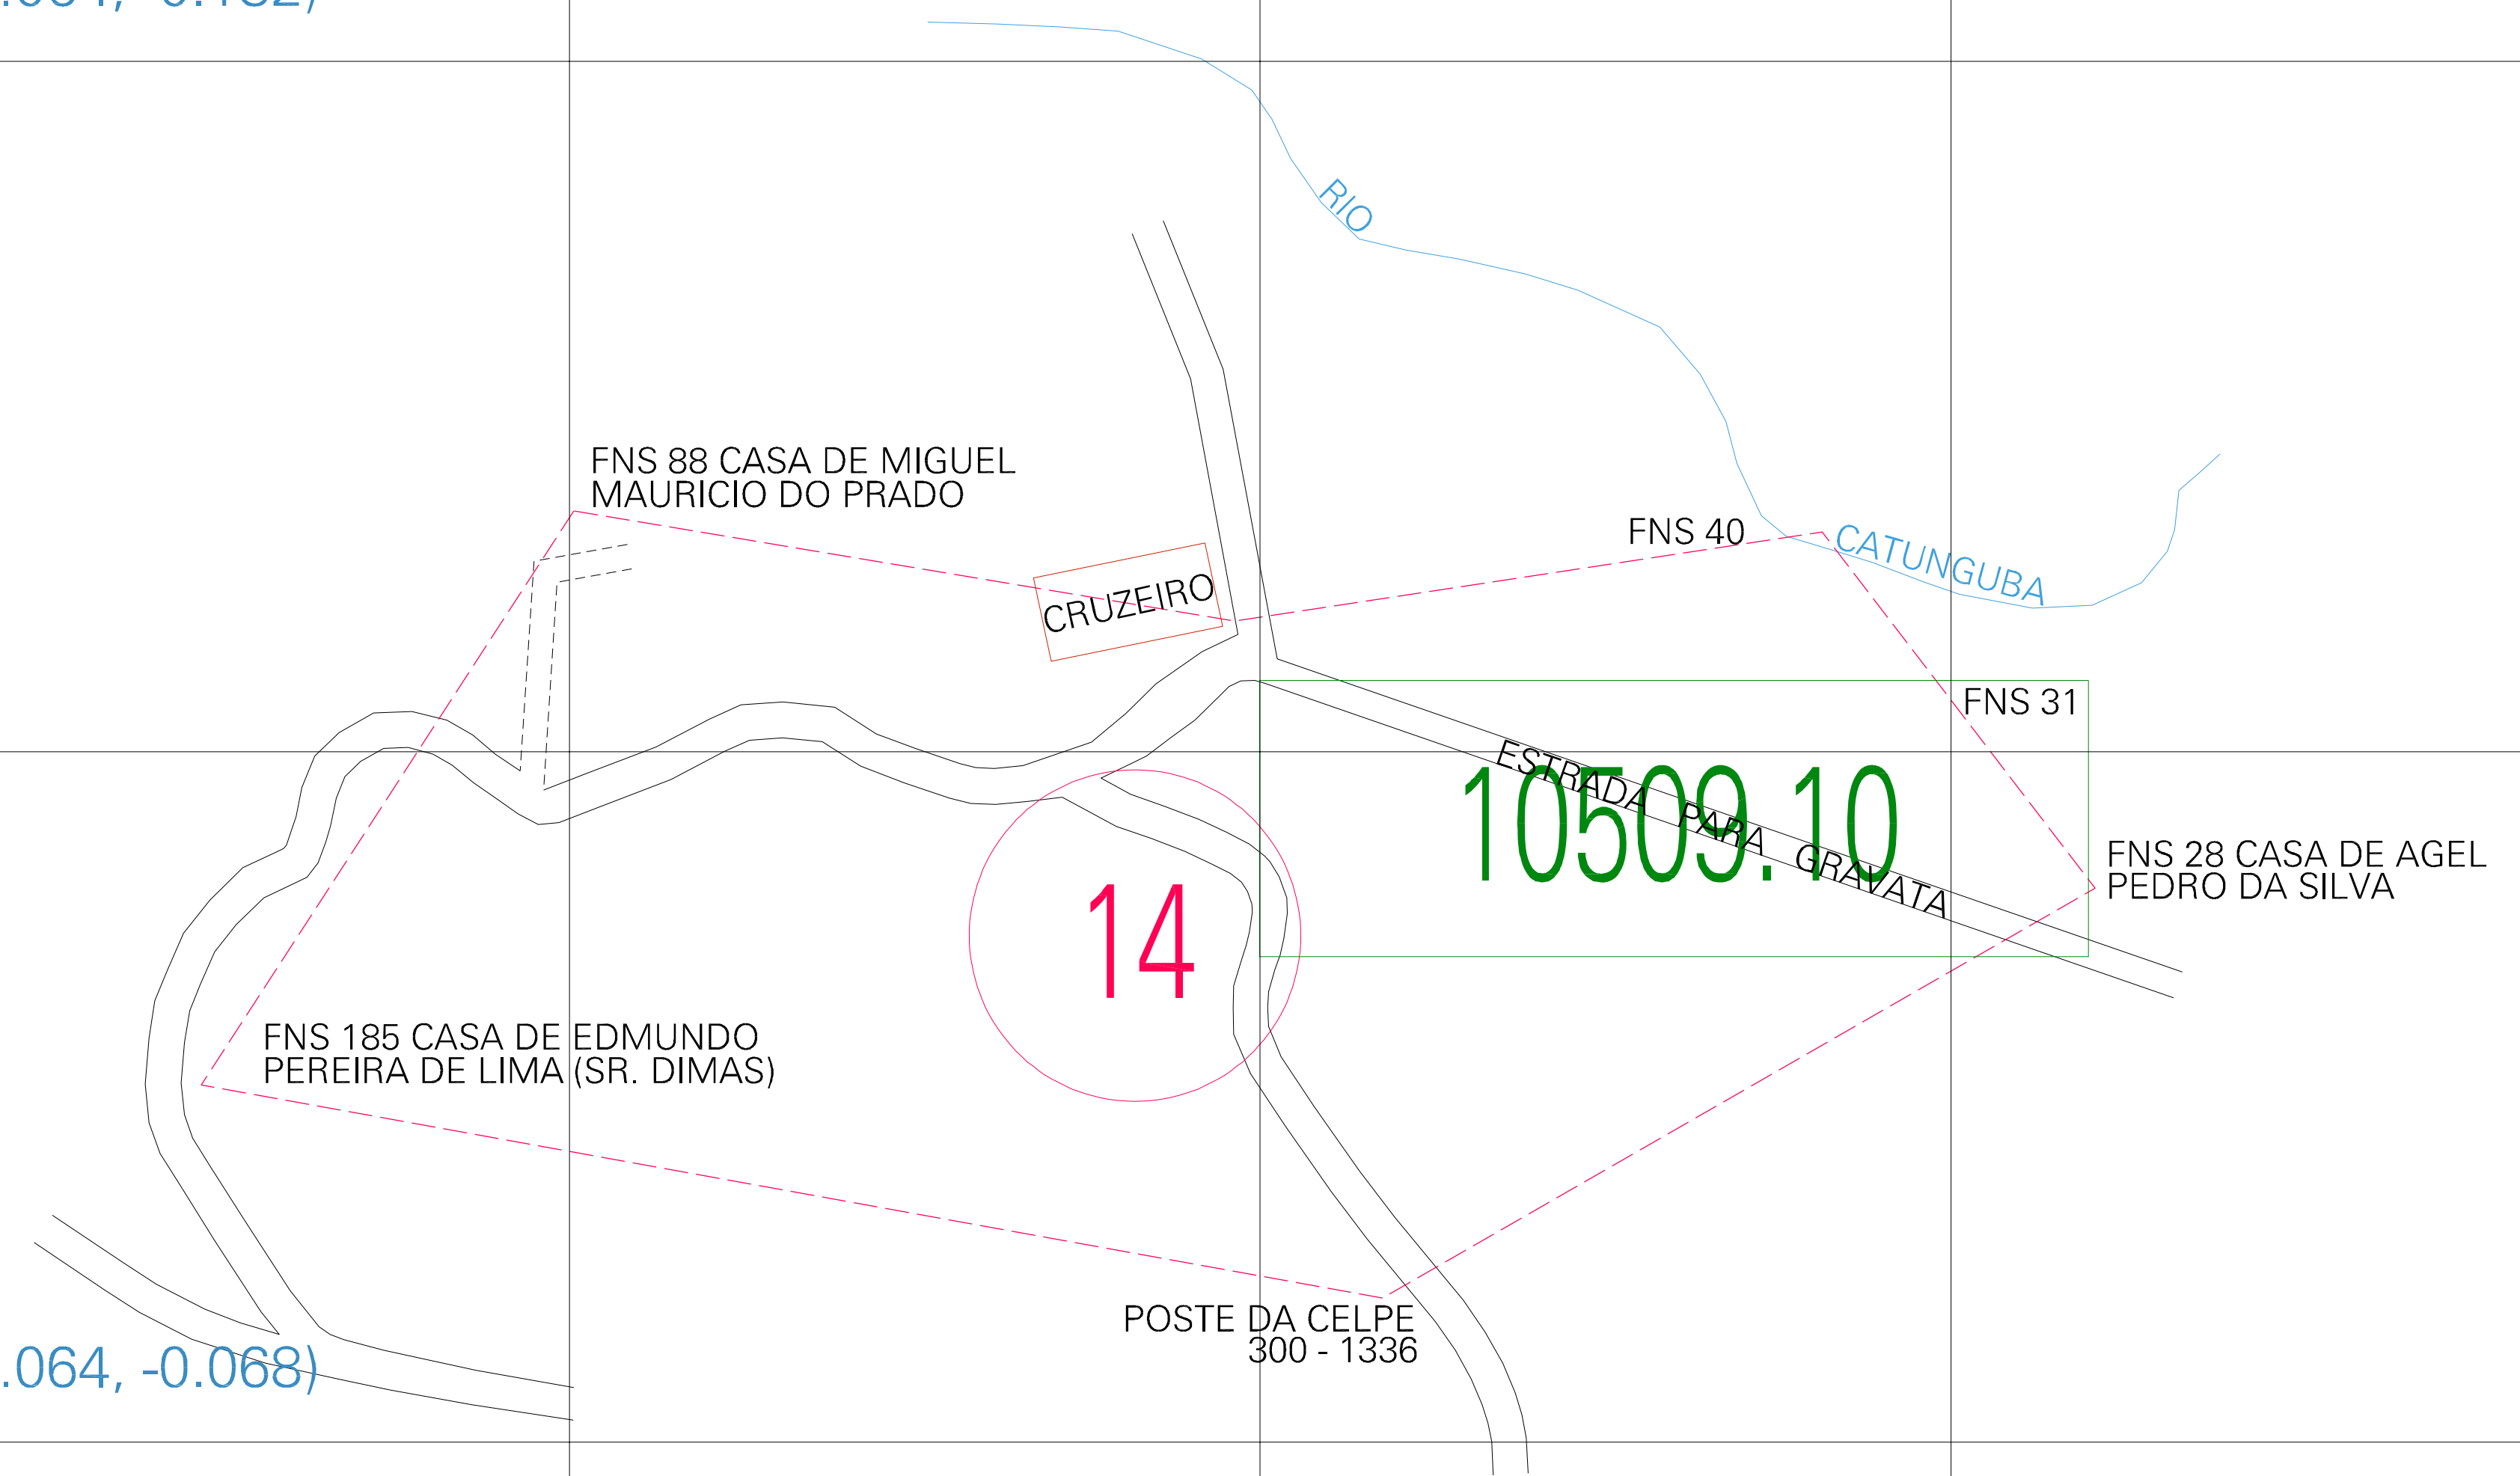 RIO
FNS 88 CASA DE MIGUEL
MAURICIO DO PRADO
FNS 40
CATUNGUBA
CRUZEIRO
FNS 31
ESTRADA PARA GRAVATA
10509.10
FNS 28 CASA DE AGEL
PEDRO DA SILVA
14
FNS 185 CASA DE EDMUNDO
PEREIRA DE LIMA (SR. DIMAS)
POSTE DA CELPE
300 - 1336
.064, -0.068)